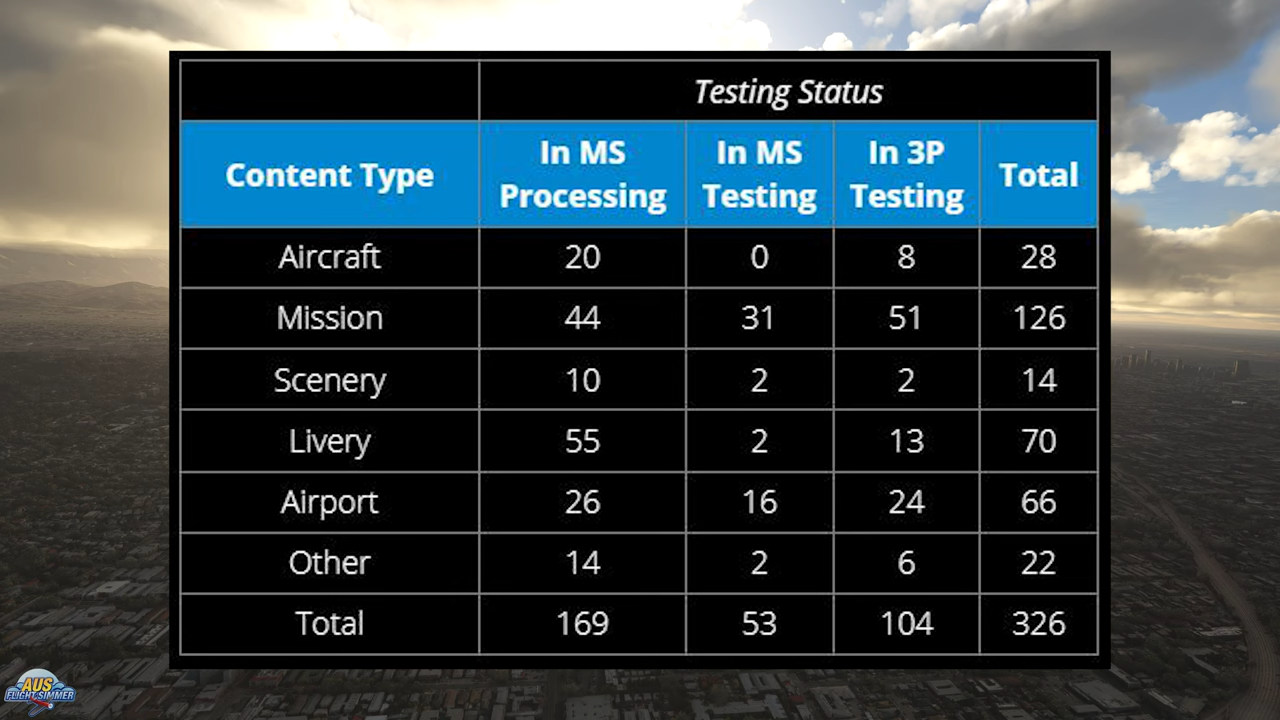 Testing Status
Content Type In MS Processing In MS Testing In 3P Testing Total
Aircraft 20 0 8 28
Mission 44 31 51 126
Scenery 10 2 2 14
Livery 55 2 13 70
Airport 26 16 24 66
Other 14 2 6 22
Total 169 53 104 326
AUS
FLIGHT SIMMER